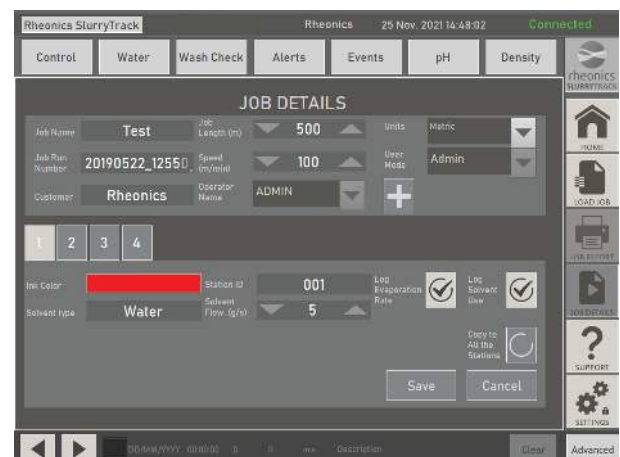 Rheonics SlurryTrack Rheonics 25 Nov. 2021 14:48:02 Connected
Control Water Wash Check Alerts Events pH Density
rheonics
SLURRYTRACK
JOB DETAILS
Job Name Test Job Length (m) 500 Units Metric
Job Run Number 20190522_1255 Speed (m/min) 100 User Mode Admin
Customer Rheonics Operator Name ADMIN +
HOME
LOAD JOB
JOB REPORT
JOB DETAILS
SUPPORT
SETTINGS
1 2 3 4
Ink Color Station ID 001 Log Evaporation Rate Log Solvent Use
Solvent type Water Solvent Flow (g/s) 5
Copy to All the Stations
Save Cancel
DD/MM/YYYY 00:00:00 Description Clear Advanced